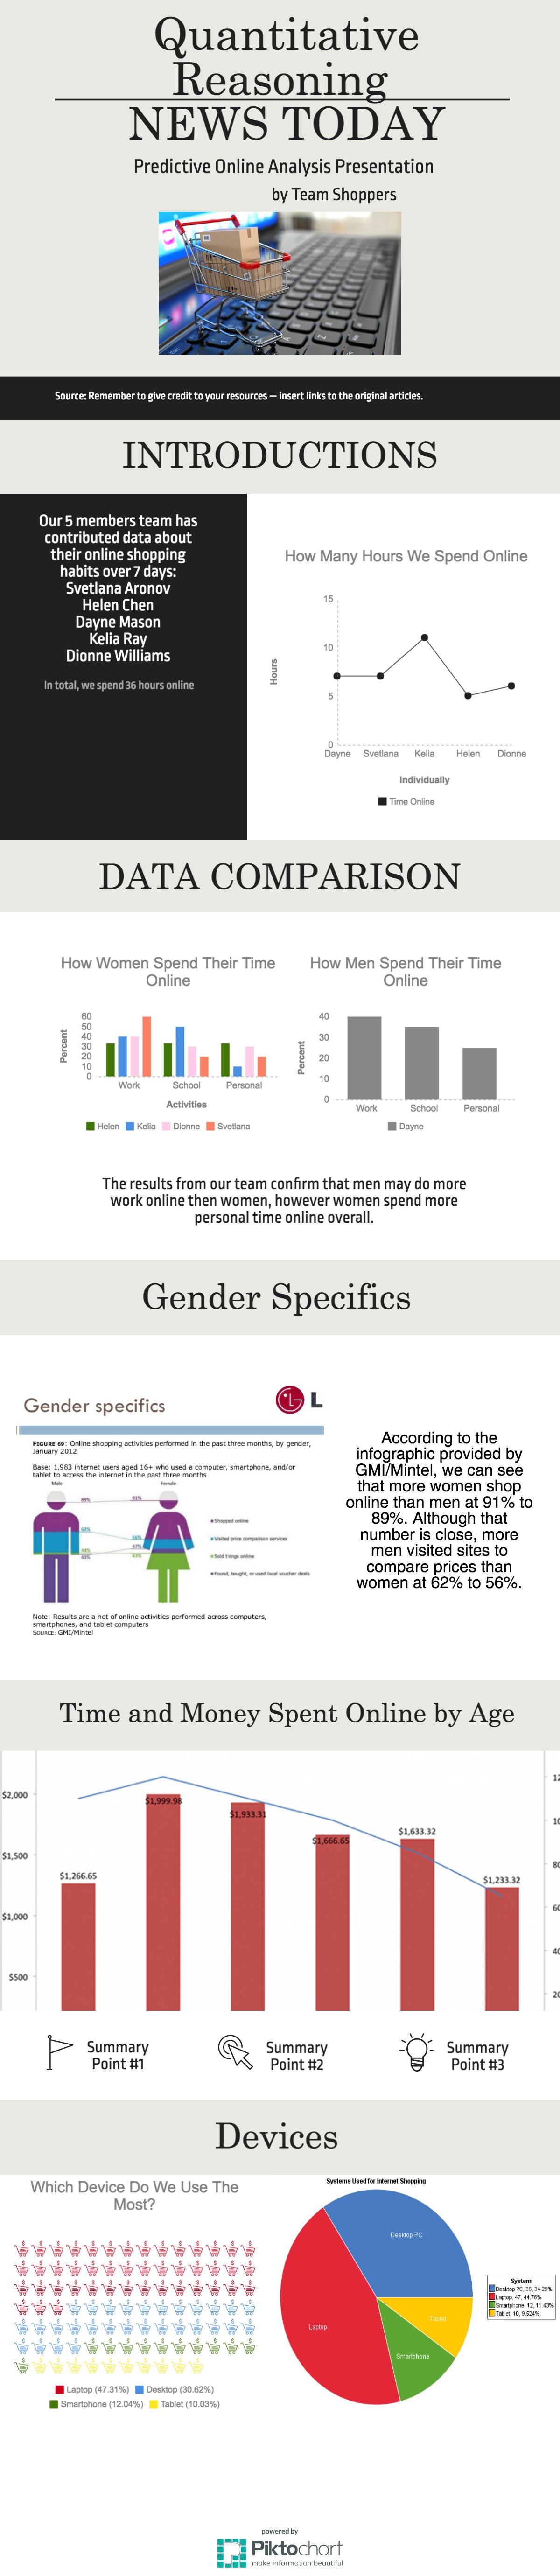 Quantitative
Reasoning
NEWS TODAY
Predictive Online Analysis Presentation
by Team Shoppers
Source: Remember to give credit to your resources — insert links to the original articles.
INTRODUCTIONS
Our 5 members team has
contributed data about
their online shopping
habits over 7 days:
Svetlana Aronov
Helen Chen
Dayne Mason
Kelia Ray
Dionne Williams
In total, we spend 36 hours online
How Many Hours We Spend Online
15
10
5
0
Hours
Dayne Svetlana Kelia Helen Dionne
Individually
Time Online
DATA COMPARISON
How Women Spend Their Time
Online
60
50
40
30
20
10
0
Percent
Work School Personal
Activities
Helen Kelia Dionne Svetlana
How Men Spend Their Time
Online
40
30
20
10
0
Percent
Work School Personal
Dayne
The results from our team confirm that men may do more
work online then women, however women spend more
personal time online overall.
Gender Specifics
Gender specifics
LG L
FIGURE 69: Online shopping activities performed in the past three months, by gender,
January 2012
Base: 1,983 internet users aged 16+ who used a computer, smartphone, and/or
tablet to access the internet in the past three months
Male Female
89% 91%
62% 56%
47%
43% 43%
Shopped online
Visited price comparison services
Sold things online
Found, bought, or used local voucher deals
Note: Results are a net of online activities performed across computers,
smartphones, and tablet computers
SOURCE: GMI/Mintel
According to the
infographic provided by
GMI/Mintel, we can see
that more women shop
online than men at 91% to
89%. Although that
number is close, more
men visited sites to
compare prices than
women at 62% to 56%.
Time and Money Spent Online by Age
$2,000
$1,500
$1,000
$500
$1,266.65
$1,999.98
$1,933.31
$1,666.65
$1,633.32
$1,233.32
12
10
80
60
40
20
Summary
Point #1
Summary
Point #2
Summary
Point #3
Devices
Which Device Do We Use The
Most?
Laptop (47.31%) Desktop (30.62%)
Smartphone (12.04%) Tablet (10.03%)
Systems Used for Internet Shopping
Desktop PC
Laptop
Tablet
Smartphone
System
Desktop PC, 36, 34.29%
Laptop, 47, 44.76%
Smartphone, 12, 11.43%
Tablet, 10, 9.524%
powered by
Piktochart
make information beautiful